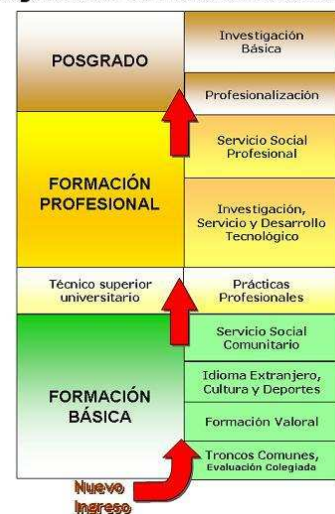 POSGRADO
Investigación
Básica
Profesionalización
FORMACIÓN
PROFESIONAL
Servicio Social
Profesional
Investigación,
Servicio y Desarrollo
Tecnológico
Técnico superior
universitario
Prácticas
Profesionales
FORMACIÓN
BÁSICA
Servicio Social
Comunitario
Idioma Extranjero,
Cultura y Deportes
Formación Valoral
Troncos Comunes,
Evaluación Colegiada
Nuevo
Ingreso